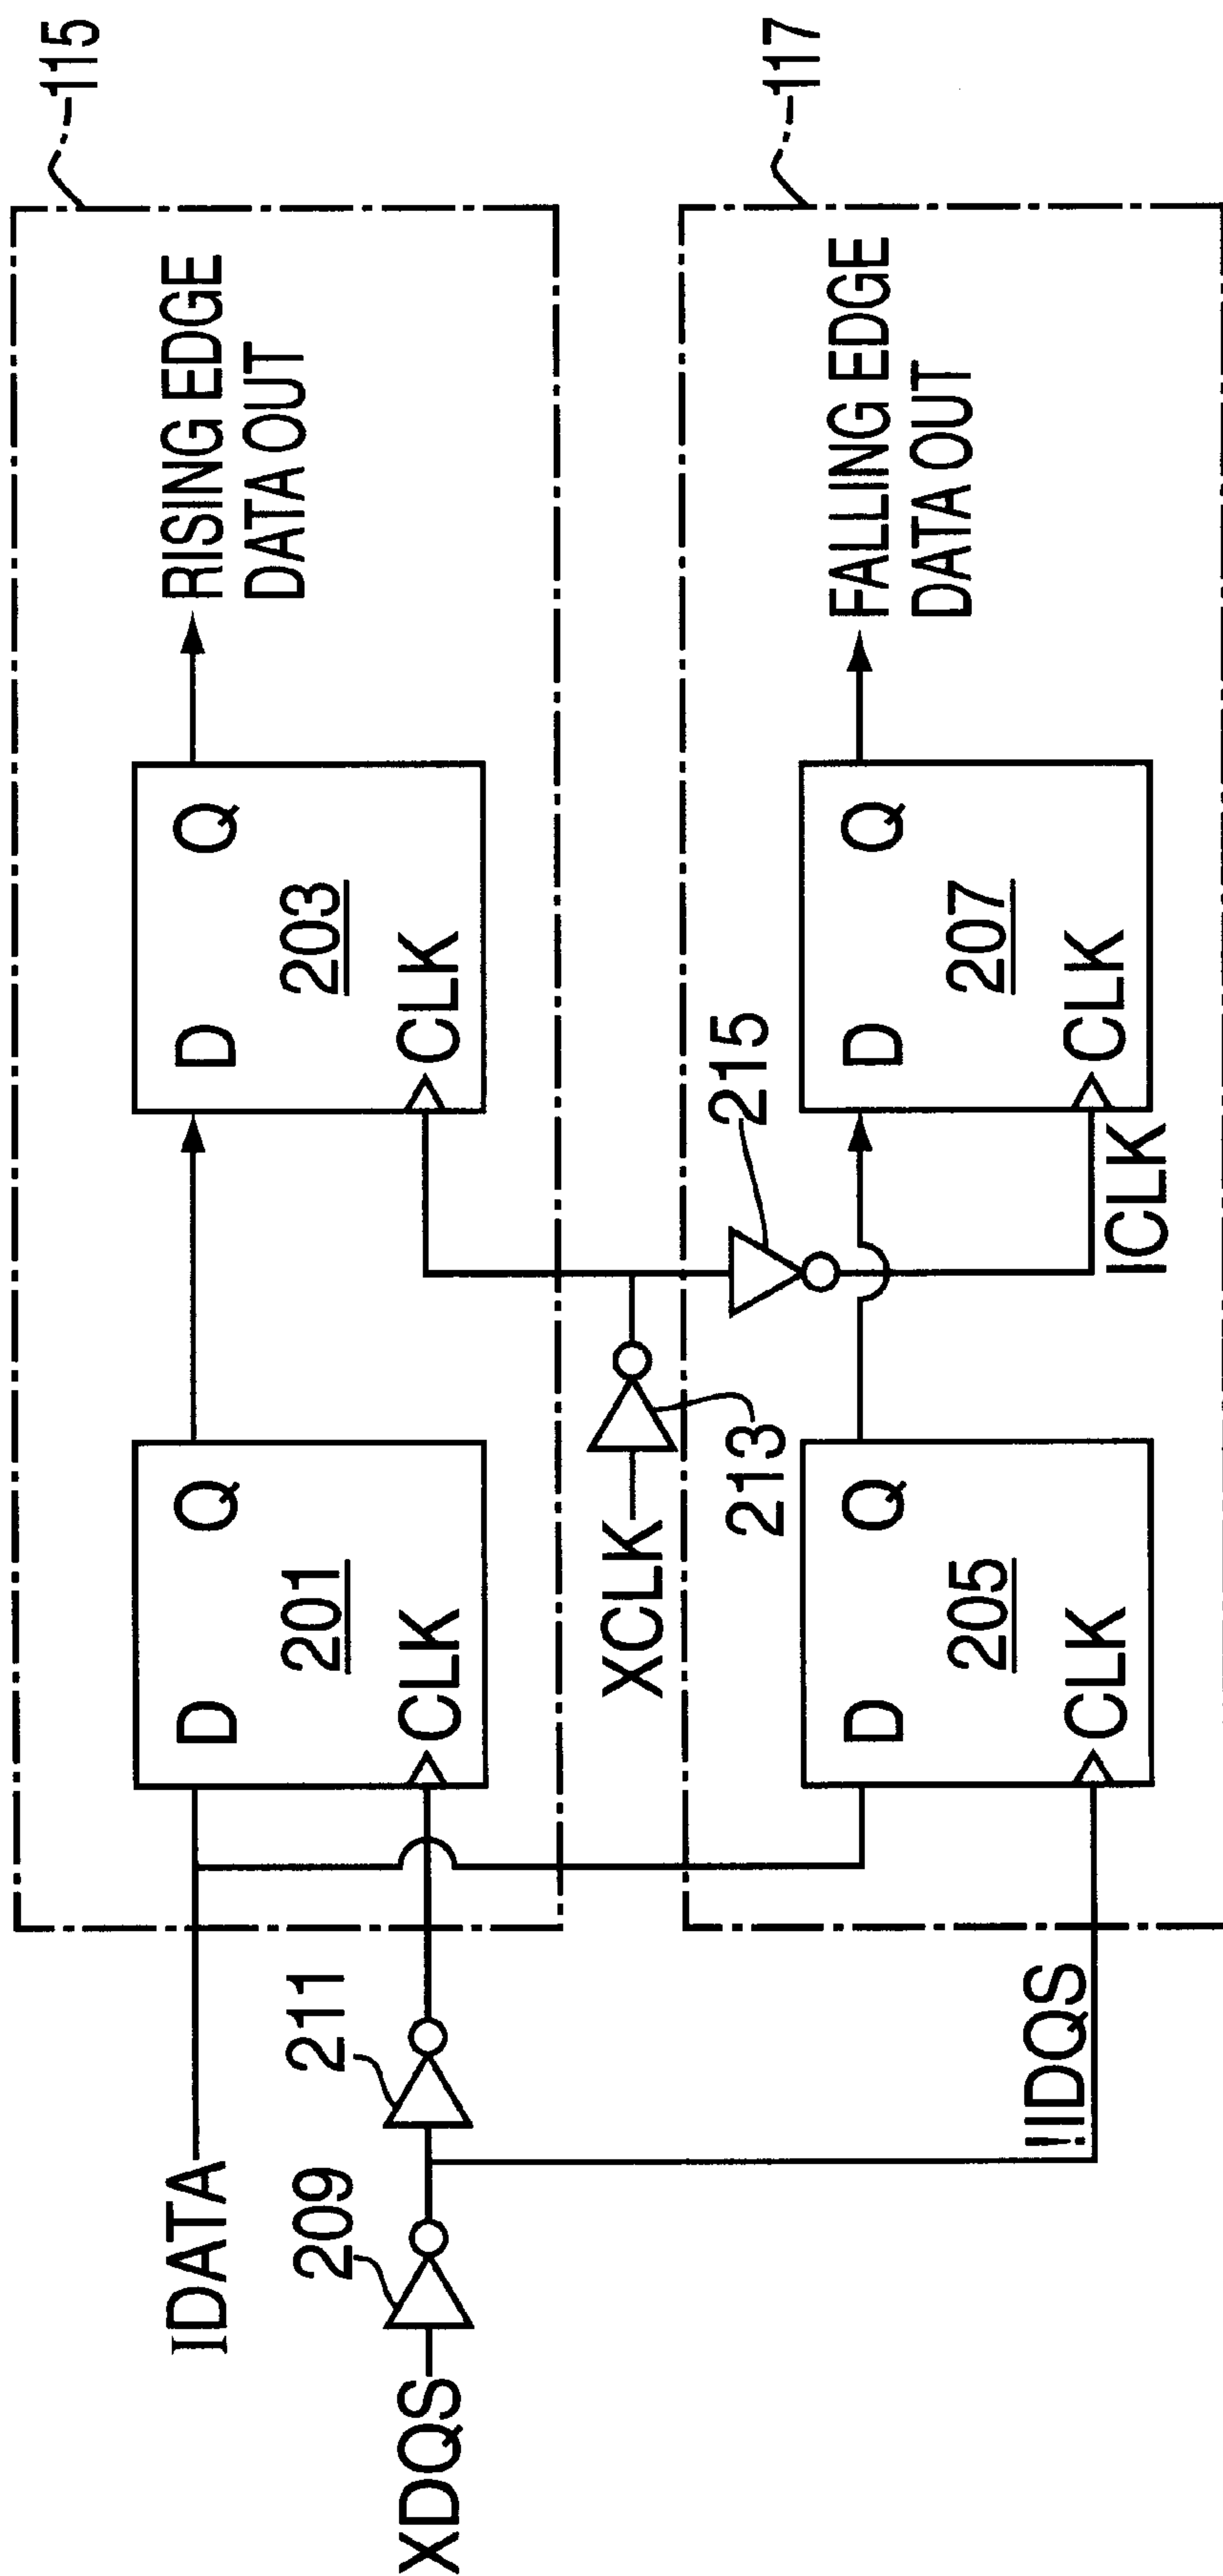 115
RISING EDGE
DATA OUT
D
Q
203
CLK
D
Q
201
CLK
IDATA
211
209
XDQS
XCLK
213
215
117
FALLING EDGE
DATA OUT
D
Q
207
CLK
ICLK
D
Q
205
CLK
!IDQS